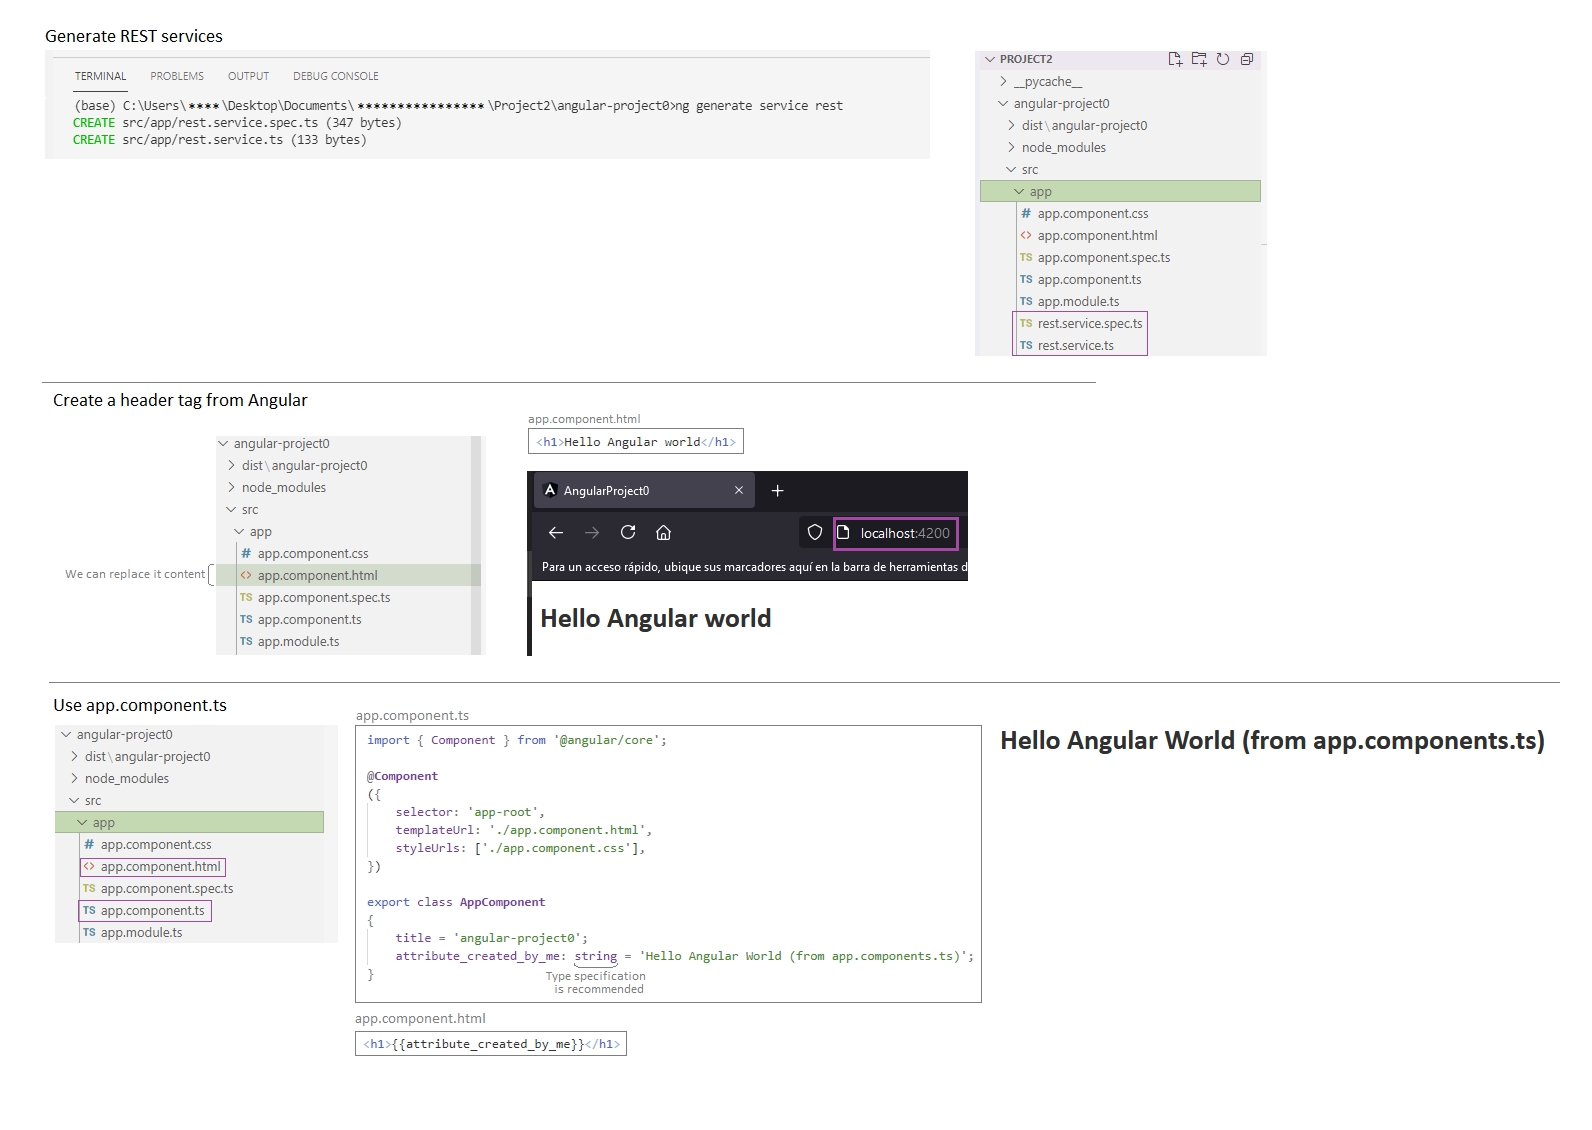 Generate REST services
TERMINAL PROBLEMS OUTPUT DEBUG CONSOLE
(base) C:\Users\****\Desktop\Documents\****************\Project2\angular-project0>ng generate service rest
CREATE src/app/rest.service.spec.ts (347 bytes)
CREATE src/app/rest.service.ts (133 bytes)
PROJECT2
__pycache__
angular-project0
dist\angular-project0
node_modules
src
app
# app.component.css
<> app.component.html
TS app.component.spec.ts
TS app.component.ts
TS app.module.ts
TS rest.service.spec.ts
TS rest.service.ts
Create a header tag from Angular
angular-project0
dist\angular-project0
node_modules
src
app
# app.component.css
We can replace it content
<> app.component.html
TS app.component.spec.ts
TS app.component.ts
TS app.module.ts
app.component.html
<h1>Hello Angular world</h1>
AngularProject0
localhost:4200
Para un acceso rápido, ubique sus marcadores aquí en la barra de herramientas d
Hello Angular world
Use app.component.ts
angular-project0
dist\angular-project0
node_modules
src
app
# app.component.css
<> app.component.html
TS app.component.spec.ts
TS app.component.ts
TS app.module.ts
app.component.ts
import { Component } from '@angular/core';
@Component
({
selector: 'app-root',
templateUrl: './app.component.html',
styleUrls: ['./app.component.css'],
})
export class AppComponent
{
title = 'angular-project0';
attribute_created_by_me: string = 'Hello Angular World (from app.components.ts)';
}
Type specification
is recommended
app.component.html
<h1>{{attribute_created_by_me}}</h1>
Hello Angular World (from app.components.ts)